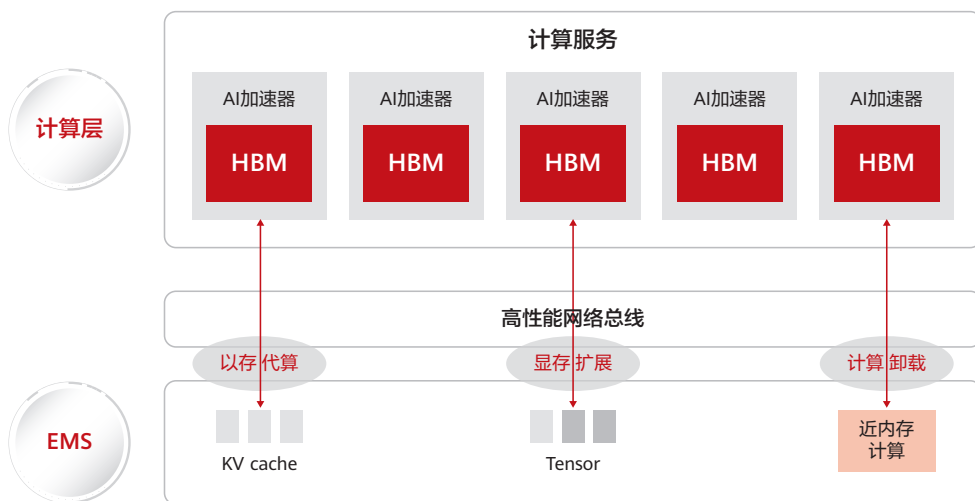 计算服务
计算层
AI加速器 AI加速器 AI加速器 AI加速器 AI加速器
HBM HBM HBM HBM HBM
高性能网络总线
以存 代算 显存 扩展 计算 卸载
EMS
KV cache
Tensor
近内存
计算